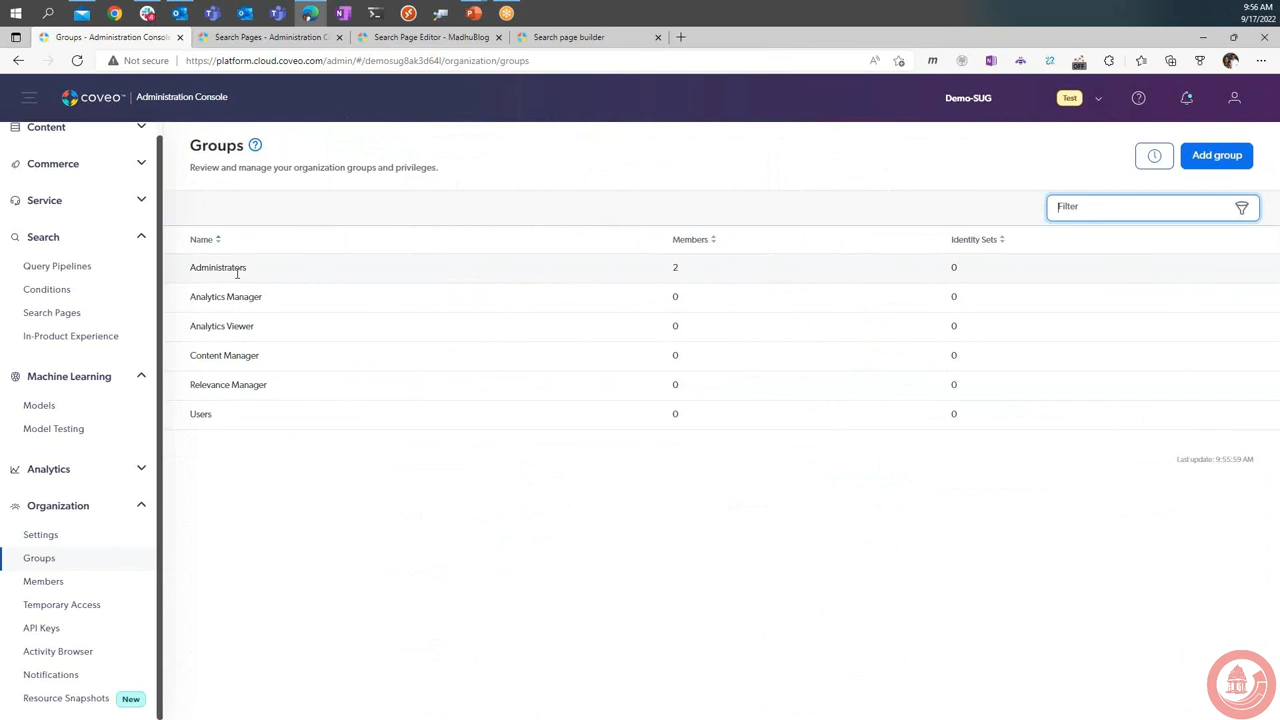 9:56 AM
9/17/2022
Groups - Administration Console
Search Pages - Administration C
Search Page Editor - MadhuBlog
Search page builder
Not secure
https://platform.cloud.coveo.com/admin/#/demosug8ak3d64l/organization/groups
coveo™ | Administration Console
Demo-SUG
Test
Content
Commerce
Service
Search
Query Pipelines
Conditions
Search Pages
In-Product Experience
Machine Learning
Models
Model Testing
Analytics
Organization
Settings
Groups
Members
Temporary Access
API Keys
Activity Browser
Notifications
Resource Snapshots New
Groups
Review and manage your organization groups and privileges.
Add group
Filter
Name Members Identity Sets
Administrators 2 0
Analytics Manager 0 0
Analytics Viewer 0 0
Content Manager 0 0
Relevance Manager 0 0
Users 0 0
Last update: 9:55:59 AM